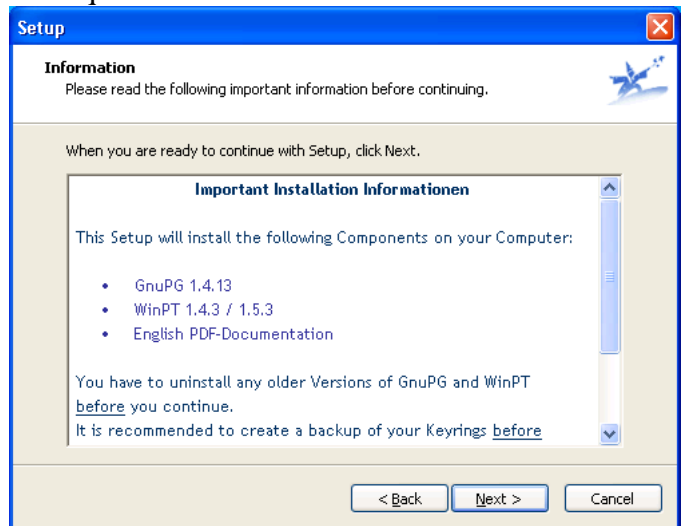 Setup
Information
Please read the following important information before continuing.
When you are ready to continue with Setup, click Next.
Important Installation Informationen
This Setup will install the following Components on your Computer:
• GnuPG 1.4.13
• WinPT 1.4.3 / 1.5.3
• English PDF-Documentation
You have to uninstall any older Versions of GnuPG and WinPT
before you continue.
It is recommended to create a backup of your Keyrings before
< Back Next > Cancel